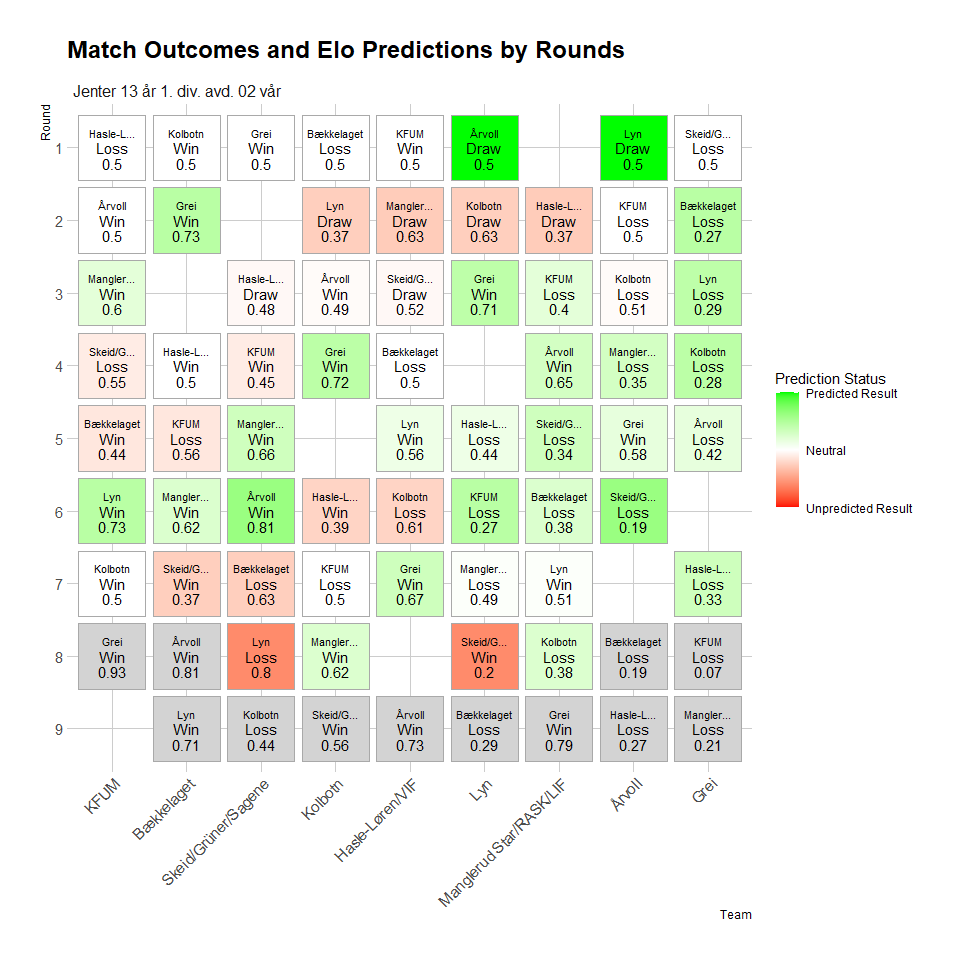 Match Outcomes and Elo Predictions by Rounds
Jenter 13 år 1. div. avd. 02 vår
Round
1
Hasle-L...
Loss
0.5
Kolbotn
Win
0.5
Grei
Win
0.5
Bækkelaget
Loss
0.5
KFUM
Win
0.5
Årvoll
Draw
0.5
Lyn
Draw
0.5
Skeid/G...
Loss
0.5
2
Årvoll
Win
0.5
Grei
Win
0.73
Lyn
Draw
0.37
Mangler...
Draw
0.63
Kolbotn
Draw
0.63
Hasle-L...
Draw
0.37
KFUM
Loss
0.5
Bækkelaget
Loss
0.27
3
Mangler...
Win
0.6
Hasle-L...
Draw
0.48
Årvoll
Win
0.49
Skeid/G...
Draw
0.52
Grei
Win
0.71
KFUM
Loss
0.4
Kolbotn
Loss
0.51
Lyn
Loss
0.29
4
Skeid/G...
Loss
0.55
Hasle-L...
Win
0.5
KFUM
Win
0.45
Grei
Win
0.72
Bækkelaget
Loss
0.5
Årvoll
Win
0.65
Mangler...
Loss
0.35
Kolbotn
Loss
0.28
5
Bækkelaget
Win
0.44
KFUM
Loss
0.56
Mangler...
Win
0.66
Lyn
Win
0.56
Hasle-L...
Loss
0.44
Skeid/G...
Loss
0.34
Grei
Win
0.58
Årvoll
Loss
0.42
6
Lyn
Win
0.73
Mangler...
Win
0.62
Årvoll
Win
0.81
Hasle-L...
Win
0.39
Kolbotn
Loss
0.61
KFUM
Loss
0.27
Bækkelaget
Loss
0.38
Skeid/G...
Loss
0.19
7
Kolbotn
Win
0.5
Skeid/G...
Win
0.37
Bækkelaget
Loss
0.63
KFUM
Loss
0.5
Grei
Win
0.67
Mangler...
Loss
0.49
Lyn
Win
0.51
Hasle-L...
Loss
0.33
8
Grei
Win
0.93
Årvoll
Win
0.81
Lyn
Loss
0.8
Mangler...
Win
0.62
Skeid/G...
Win
0.2
Kolbotn
Loss
0.38
Bækkelaget
Loss
0.19
KFUM
Loss
0.07
9
Lyn
Win
0.71
Kolbotn
Loss
0.44
Skeid/G...
Win
0.56
Årvoll
Win
0.73
Bækkelaget
Loss
0.29
Grei
Win
0.79
Hasle-L...
Loss
0.27
Mangler...
Loss
0.21
KFUM
Bækkelaget
Skeid/Grüner/Sagene
Kolbotn
Hasle-Løren/VIF
Lyn
Manglerud Star/RASK/LIF
Årvoll
Grei
Team
Prediction Status
Predicted Result
Neutral
Unpredicted Result